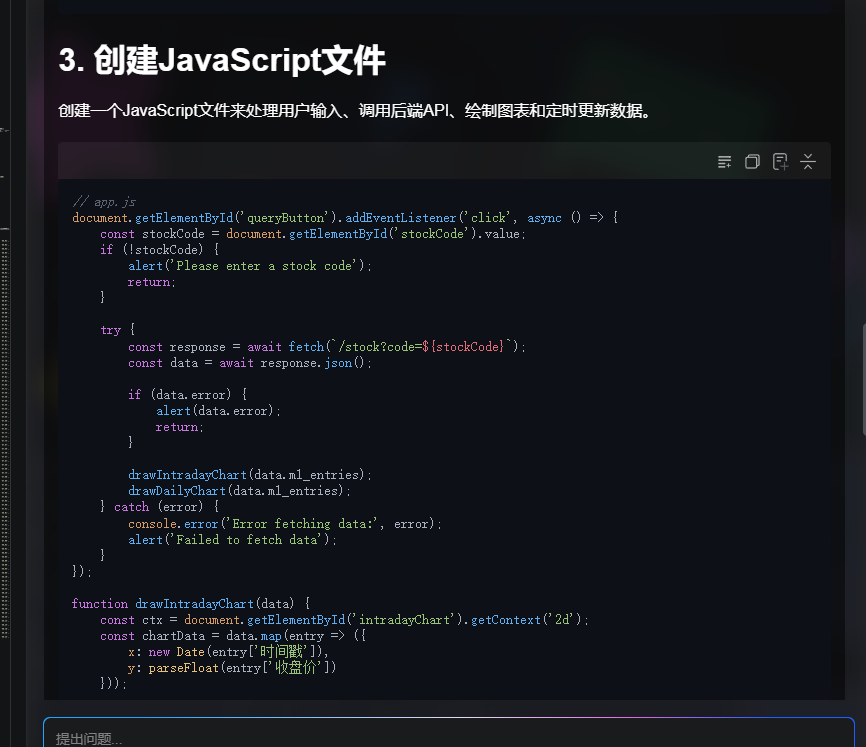 3. 创建JavaScript文件
创建一个JavaScript文件来处理用户输入、调用后端API、绘制图表和定时更新数据。
// app.js
document.getElementById('queryButton').addEventListener('click', async () => {
    const stockCode = document.getElementById('stockCode').value;
    if (!stockCode) {
        alert('Please enter a stock code');
        return;
    }
    try {
        const response = await fetch(`/stock?code=${stockCode}`);
        const data = await response.json();
        if (data.error) {
            alert(data.error);
            return;
        }
        drawIntradayChart(data.m1_entries);
        drawDailyChart(data.m1_entries);
    } catch (error) {
        console.error('Error fetching data:', error);
        alert('Failed to fetch data');
    }
});
function drawIntradayChart(data) {
    const ctx = document.getElementById('intradayChart').getContext('2d');
    const chartData = data.map(entry => ({
        x: new Date(entry['时间戳']),
        y: parseFloat(entry['收盘价'])
    }));
提出问题...